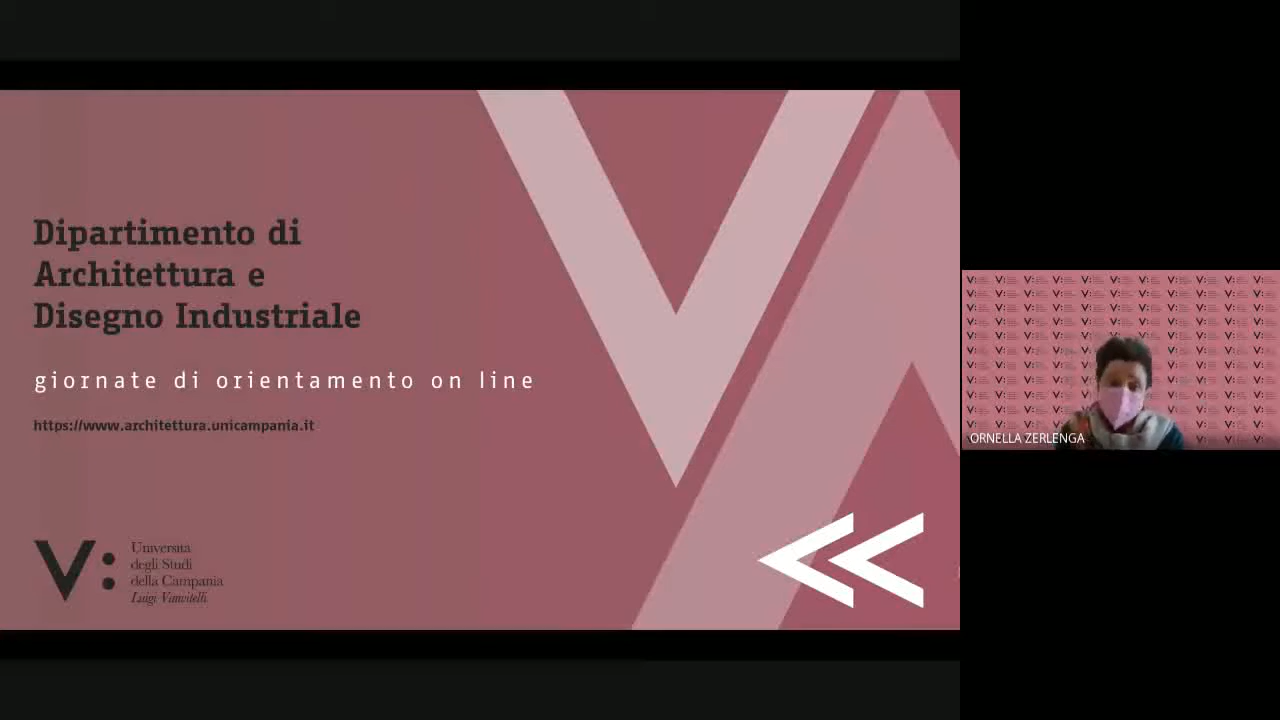 Dipartimento di
Architettura e
Disegno Industriale
giornate di orientamento on line
https://www.architettura.unicampania.it
V:
Università
degli Studi
della Campania
Luigi Vanvitelli
ORNELLA ZERLENGA